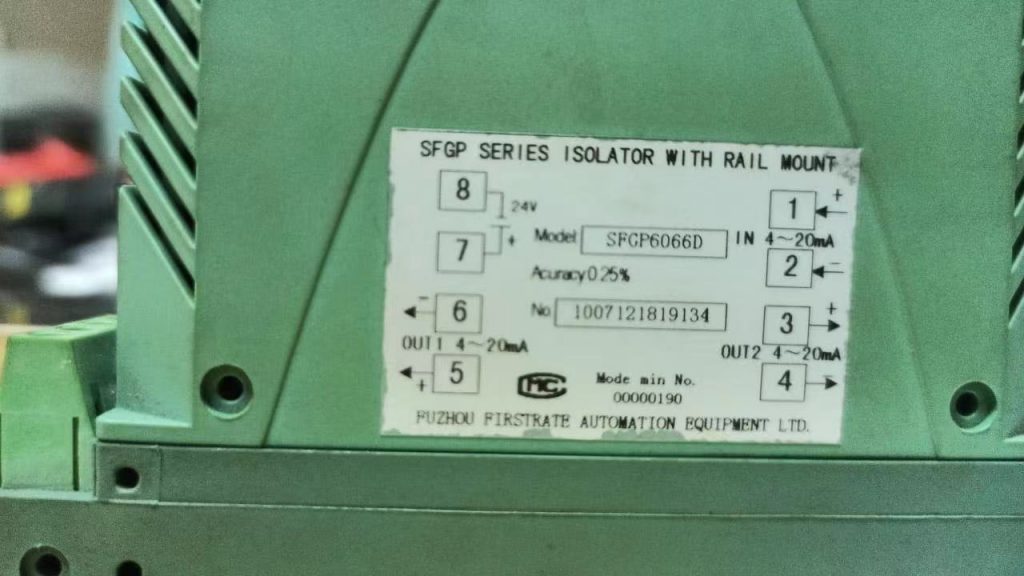 SFGP SERIES ISOLATOR WITH RAIL MOUNT
8 24V 1 +
7 + Model SFGP6066D IN 4～20mA
2 -
Acuracy 0.25%
6 - No 1007121819134 3 +
OUT1 4～20mA OUT2 4～20mA
5 + MC Mode min No. 4 -
00000190
FUZHOU FIRSTRATE AUTOMATION EQUIPMENT LTD.